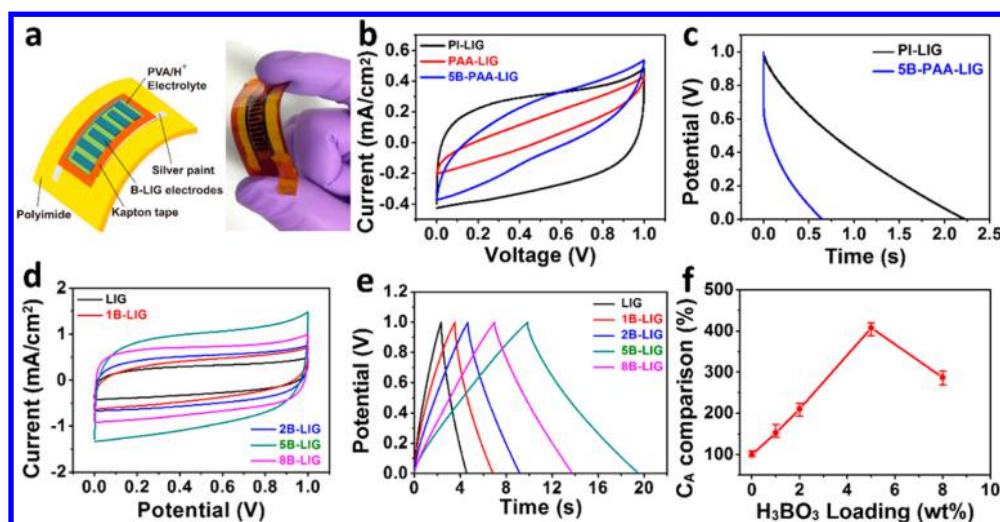 a
PVA/H⁺
Electrolyte
Silver paint
B-LIG electrodes
Kapton tape
Polyimide
b
PI-LIG
PAA-LIG
5B-PAA-LIG
Current (mA/cm²)
0.6
0.4
0.2
0.0
-0.2
-0.4
0.0 0.2 0.4 0.6 0.8 1.0
Voltage (V)
c
PI-LIG
5B-PAA-LIG
Potential (V)
1.0
0.8
0.6
0.4
0.2
0.0
0.0 0.5 1.0 1.5 2.0 2.5
Time (s)
d
LIG
1B-LIG
2B-LIG
5B-LIG
8B-LIG
Current (mA/cm²)
2
1
0
-1
-2
0.0 0.2 0.4 0.6 0.8 1.0
Potential (V)
e
LIG
1B-LIG
2B-LIG
5B-LIG
8B-LIG
Potential (V)
1.2
1.0
0.8
0.6
0.4
0.2
0.0
0 4 8 12 16 20
Time (s)
f
C_A comparison (%)
500
400
300
200
100
0 2 4 6 8
H₃BO₃ Loading (wt%)